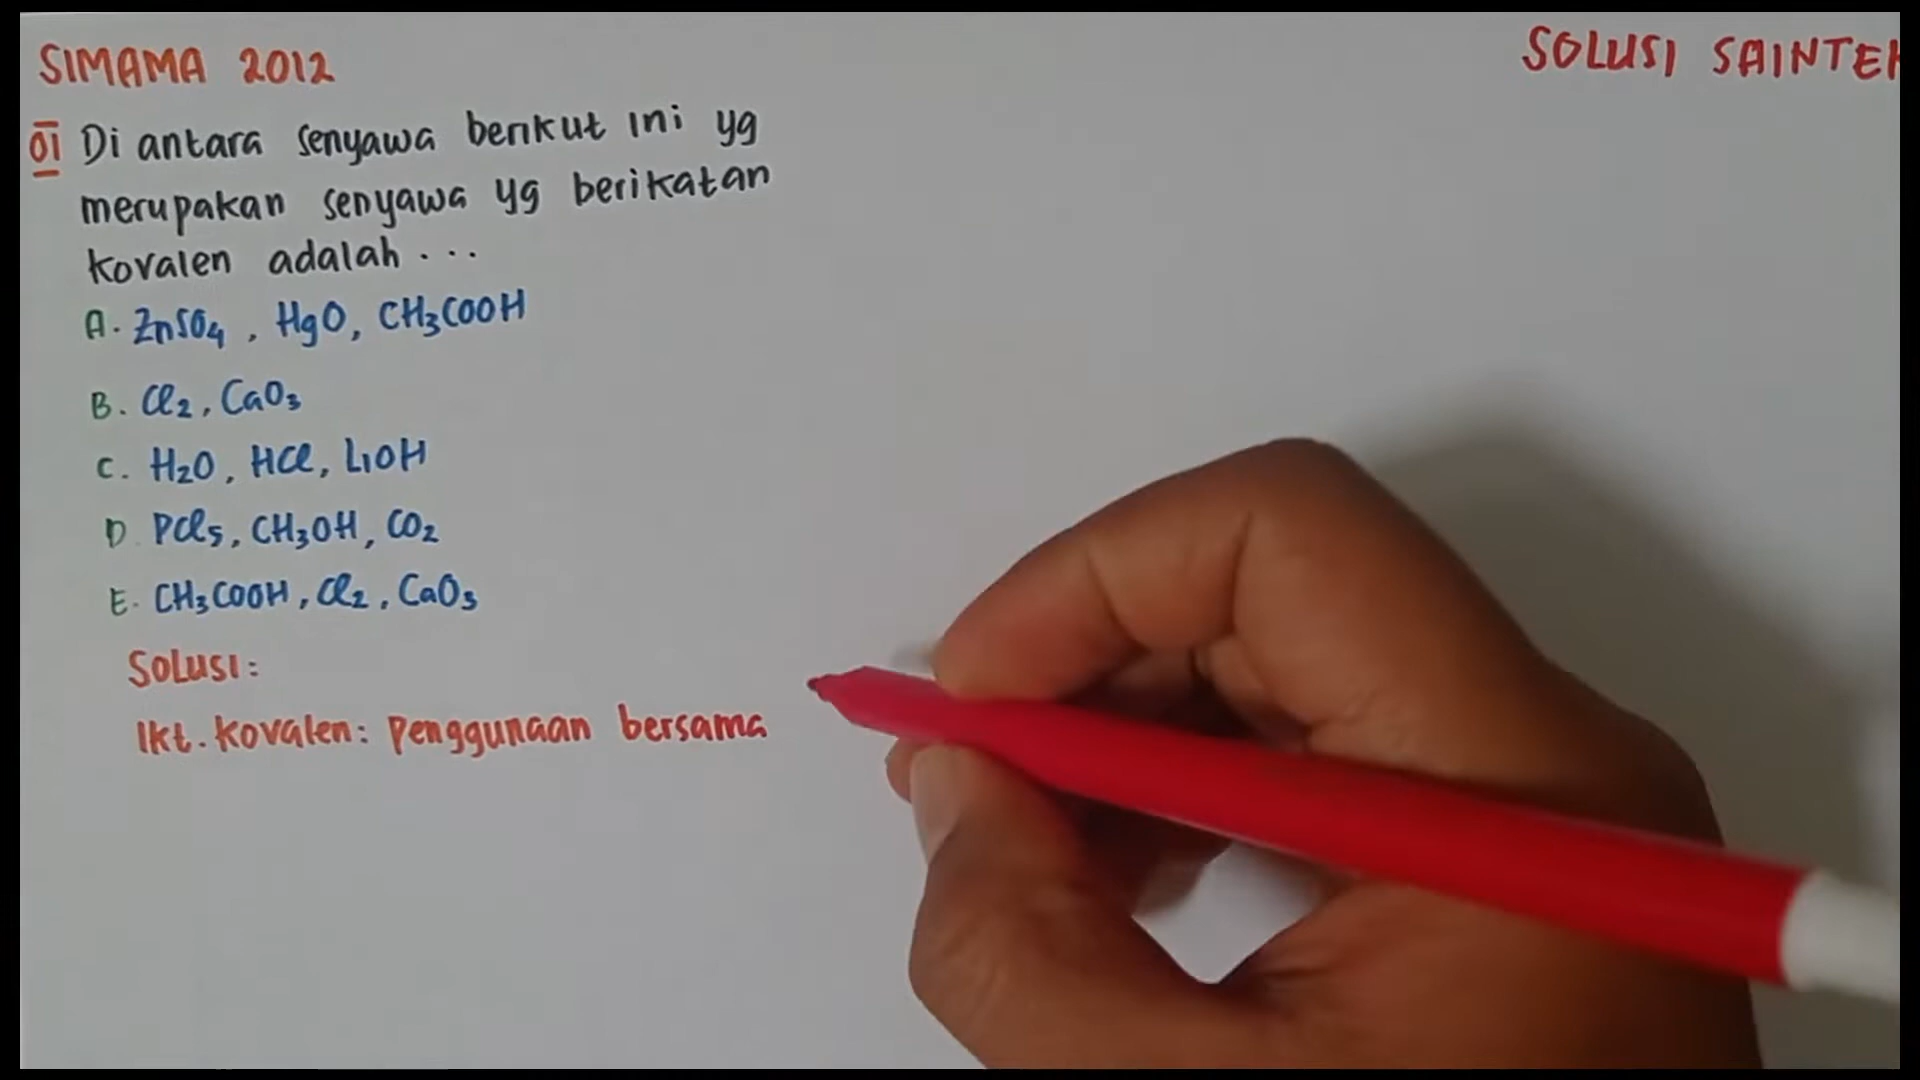 SIMAMA 2012
SOLUSI SAINTEK
01 Di antara senyawa berikut ini yg
merupakan senyawa yg berikatan
kovalen adalah ...
A. ZnSO₄, HgO, CH₃COOH
B. Cl₂, CaO₃
C. H₂O, HCl, LiOH
D. PCl₅, CH₃OH, CO₂
E. CH₃COOH, Cl₂, CaO₃
SOLUSI:
Ikt. kovalen: penggunaan bersama